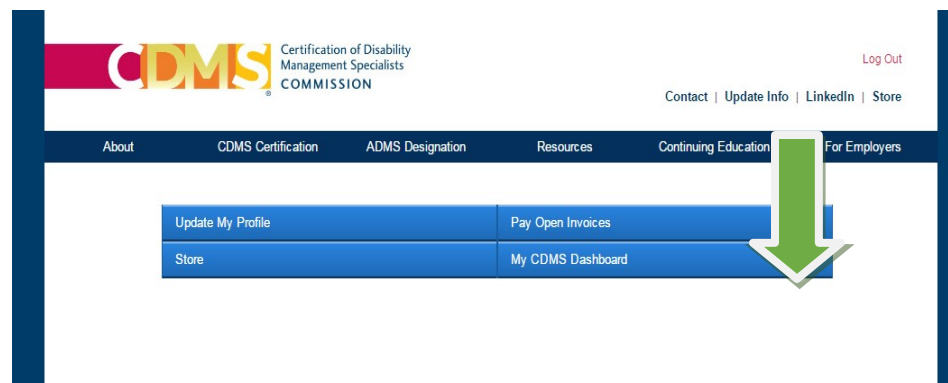 CDMS®
Certification of Disability
Management Specialists
COMMISSION
Log Out
Contact | Update Info | LinkedIn | Store
About CDMS Certification ADMS Designation Resources Continuing Education For Employers
Update My Profile Pay Open Invoices
Store My CDMS Dashboard